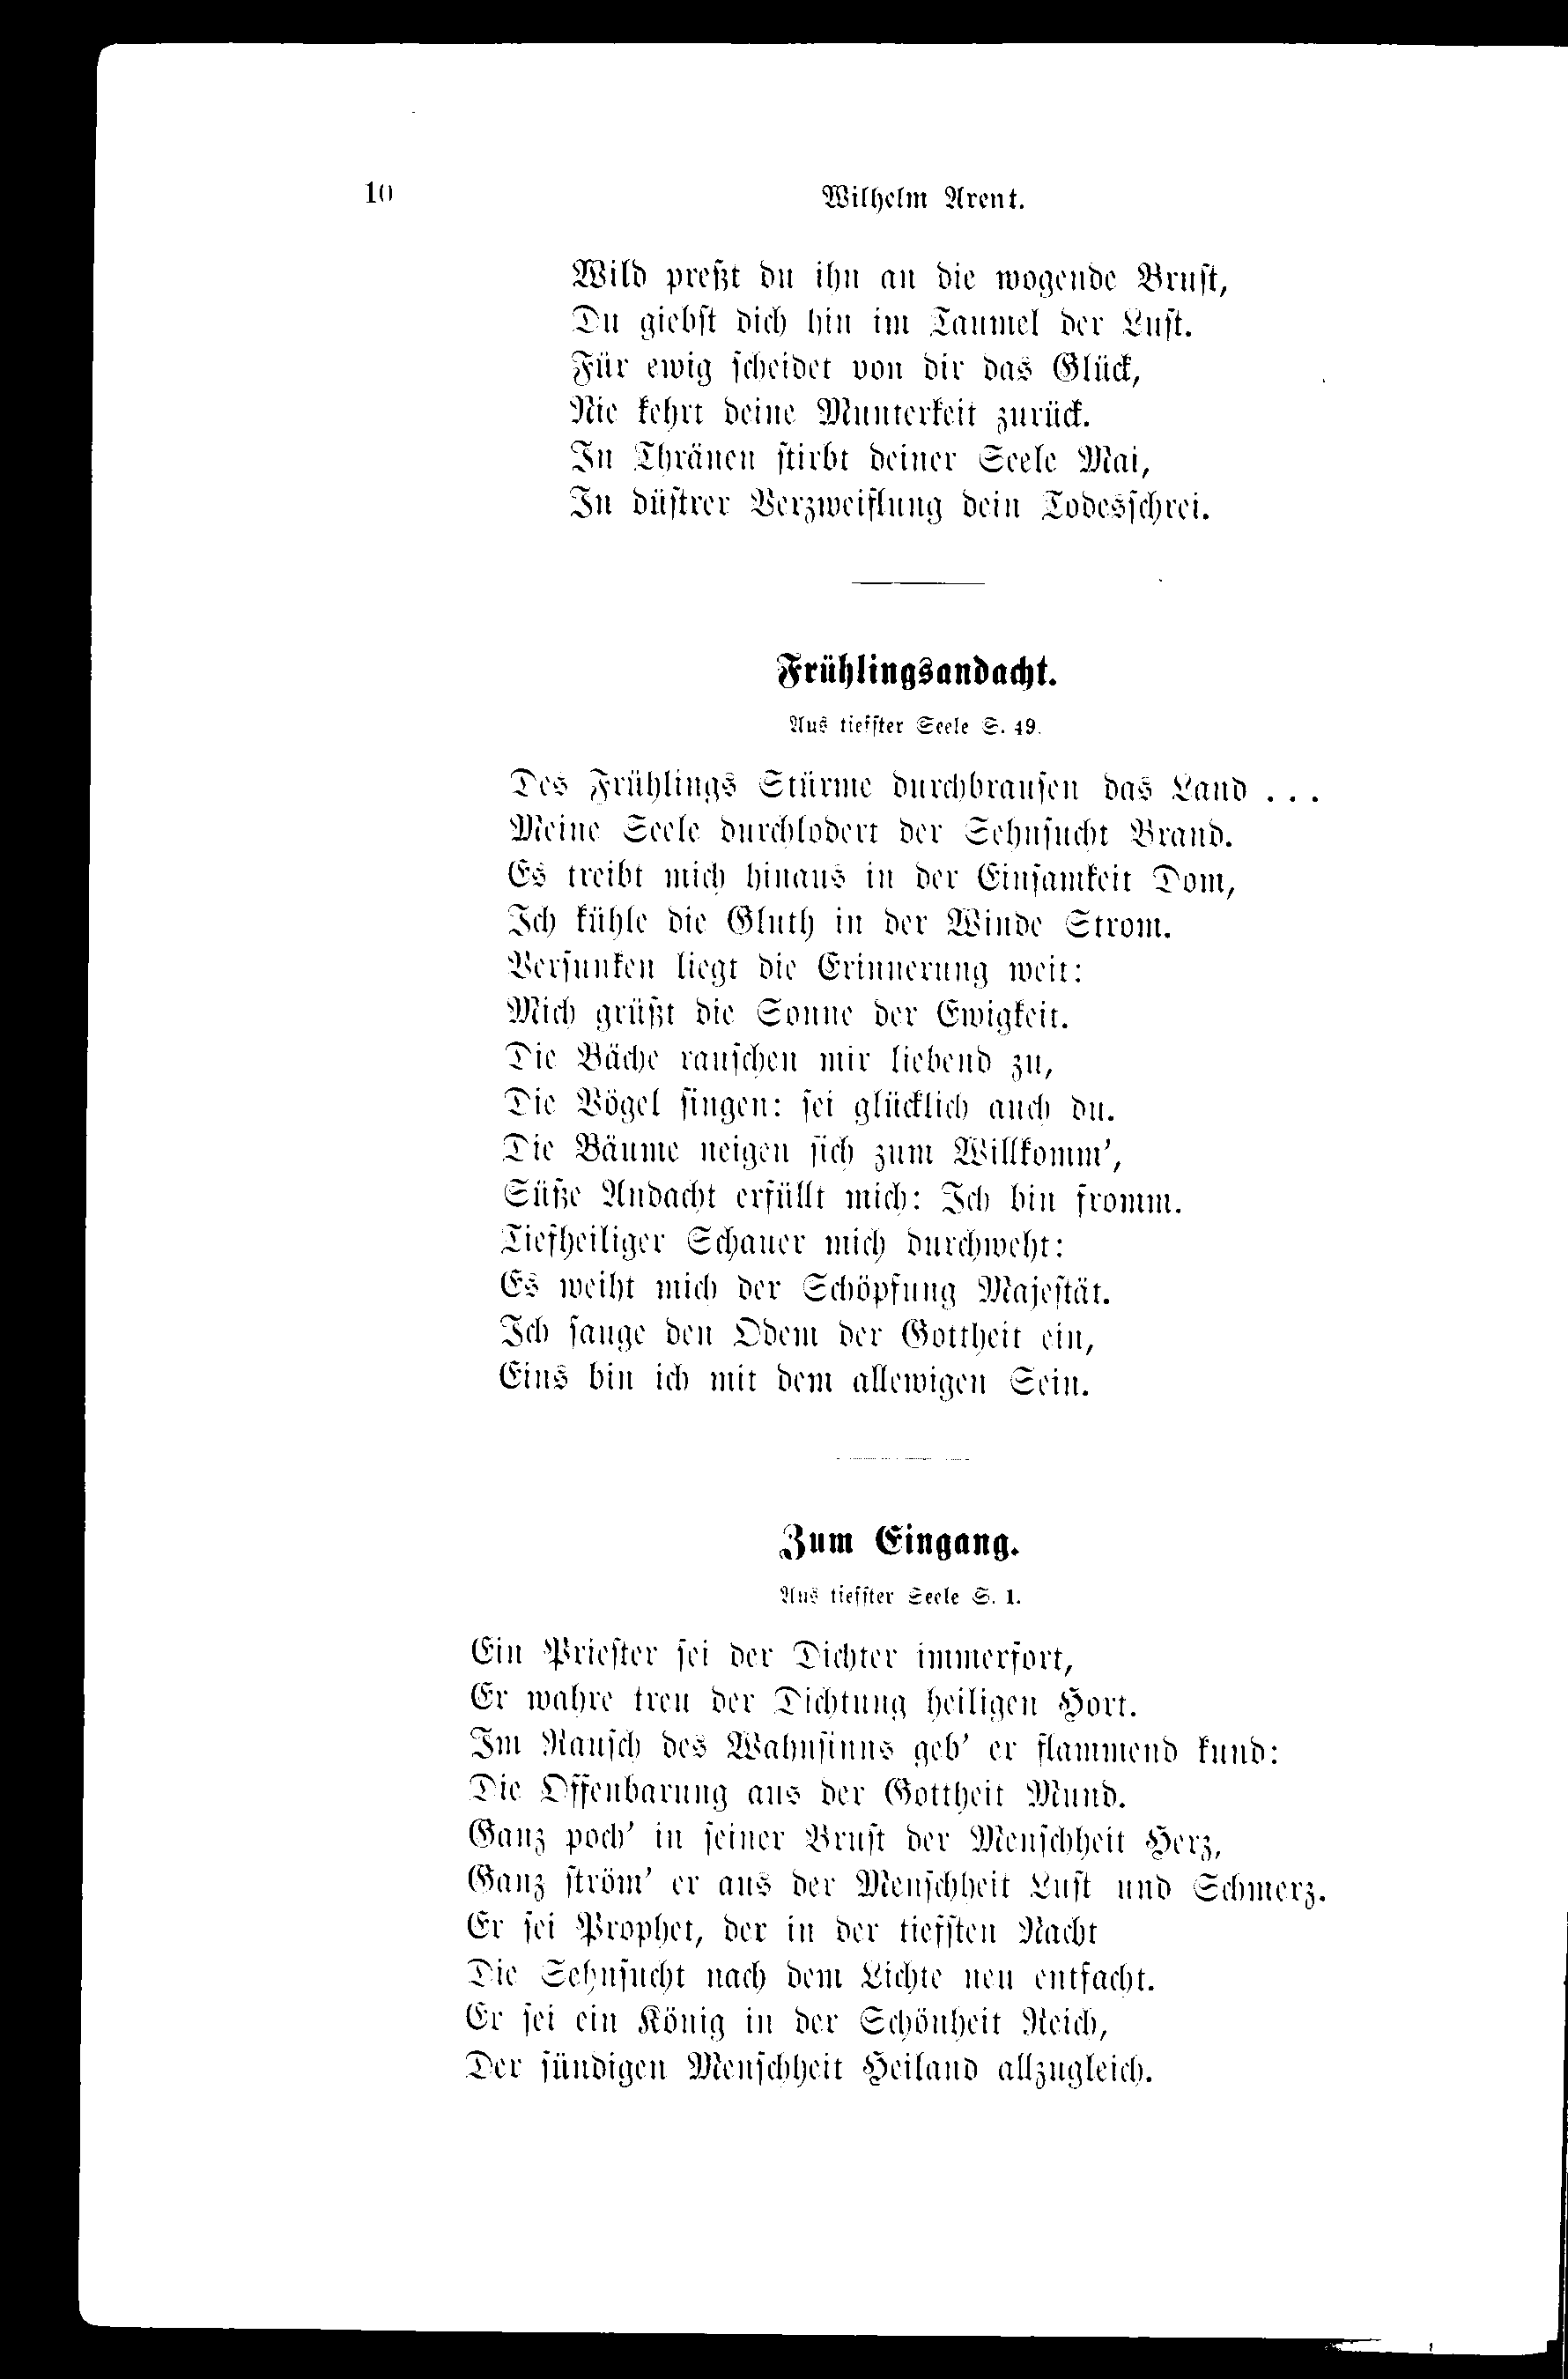 10
Wilhelm Arent.
Wild preßt du ihn an die wogende Brust,
Du giebst dich hin im Taumel der Lust.
Für ewig scheidet von dir das Glück,
Nie kehrt deine Munterkeit zurück.
In Thränen stirbt deiner Seele Mai,
In düstrer Verzweiflung dein Todesschrei.
Frühlingsandacht.
Aus tiefster Seele S. 49.
Des Frühlings Stürme durchbrausen das Land . . .
Meine Seele durchlodert der Sehnsucht Brand.
Es treibt mich hinaus in der Einsamkeit Dom,
Ich kühle die Gluth in der Winde Strom.
Versunken liegt die Erinnerung weit:
Mich grüßt die Sonne der Ewigkeit.
Die Bäche rauschen mir liebend zu,
Die Vögel singen: sei glücklich auch du.
Die Bäume neigen sich zum Willkomm',
Süße Andacht erfüllt mich: Ich bin fromm.
Tiefheiliger Schauer mich durchweht:
Es weiht mich der Schöpfung Majestät.
Ich sauge den Odem der Gottheit ein,
Eins bin ich mit dem allewigen Sein.
Zum Eingang.
Aus tiefster Seele S. 1.
Ein Priester sei der Dichter immerfort,
Er wahre treu der Dichtung heiligen Hort.
Im Rausch des Wahnsinns geb' er flammend kund:
Die Offenbarung aus der Gottheit Mund.
Ganz poch' in seiner Brust der Menschheit Herz,
Ganz ström' er aus der Menschheit Lust und Schmerz.
Er sei Prophet, der in der tiefsten Nacht
Die Sehnsucht nach dem Lichte neu entfacht.
Er sei ein König in der Schönheit Reich,
Der sündigen Menschheit Heiland allzugleich.